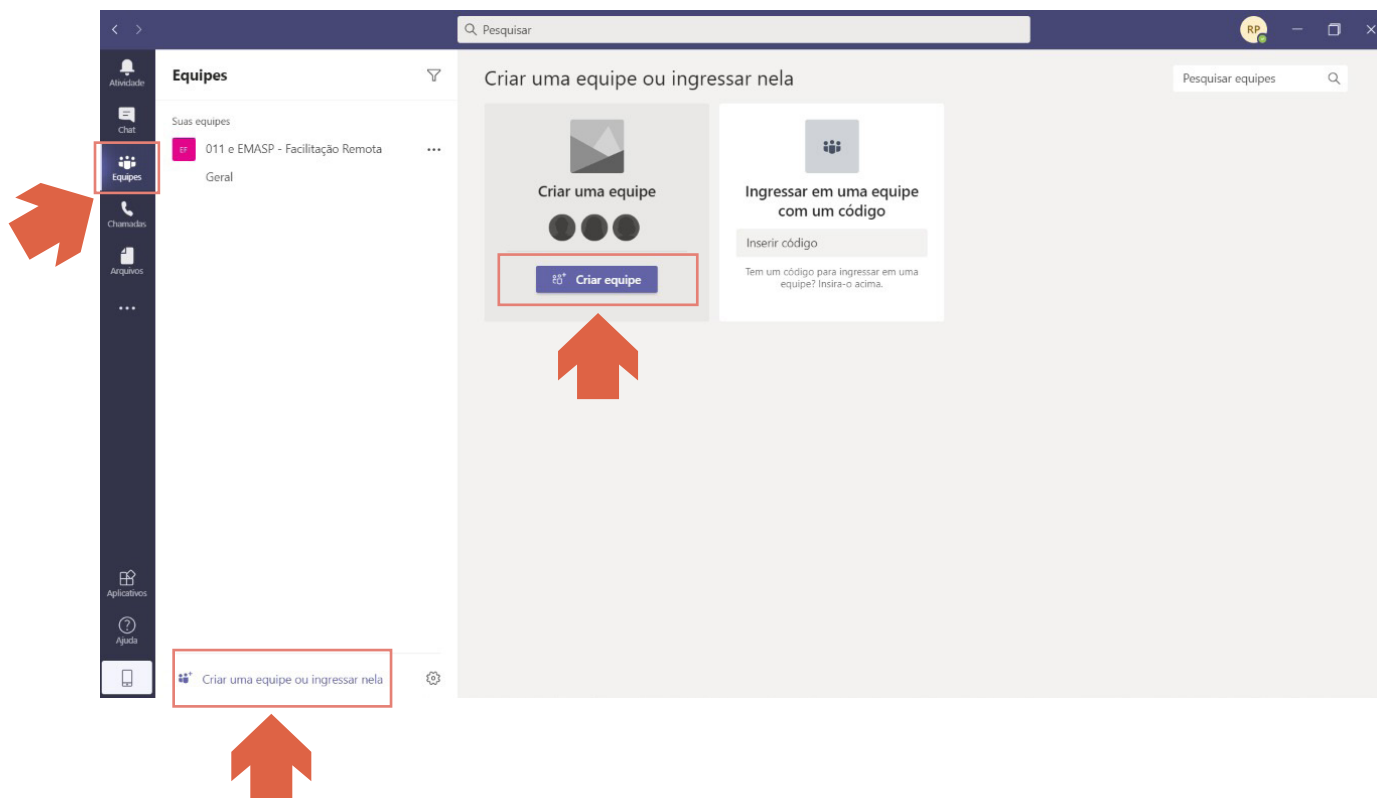 Pesquisar
RP
Atividade
Chat
Equipes
Chamadas
Arquivos
Aplicativos
Ajuda
Equipes
Suas equipes
EF
011 e EMASP - Facilitação Remota
Geral
Criar uma equipe ou ingressar nela
Criar uma equipe ou ingressar nela
Pesquisar equipes
Criar uma equipe
Criar equipe
Ingressar em uma equipe
com um código
Inserir código
Tem um código para ingressar em uma
equipe? Insira-o acima.